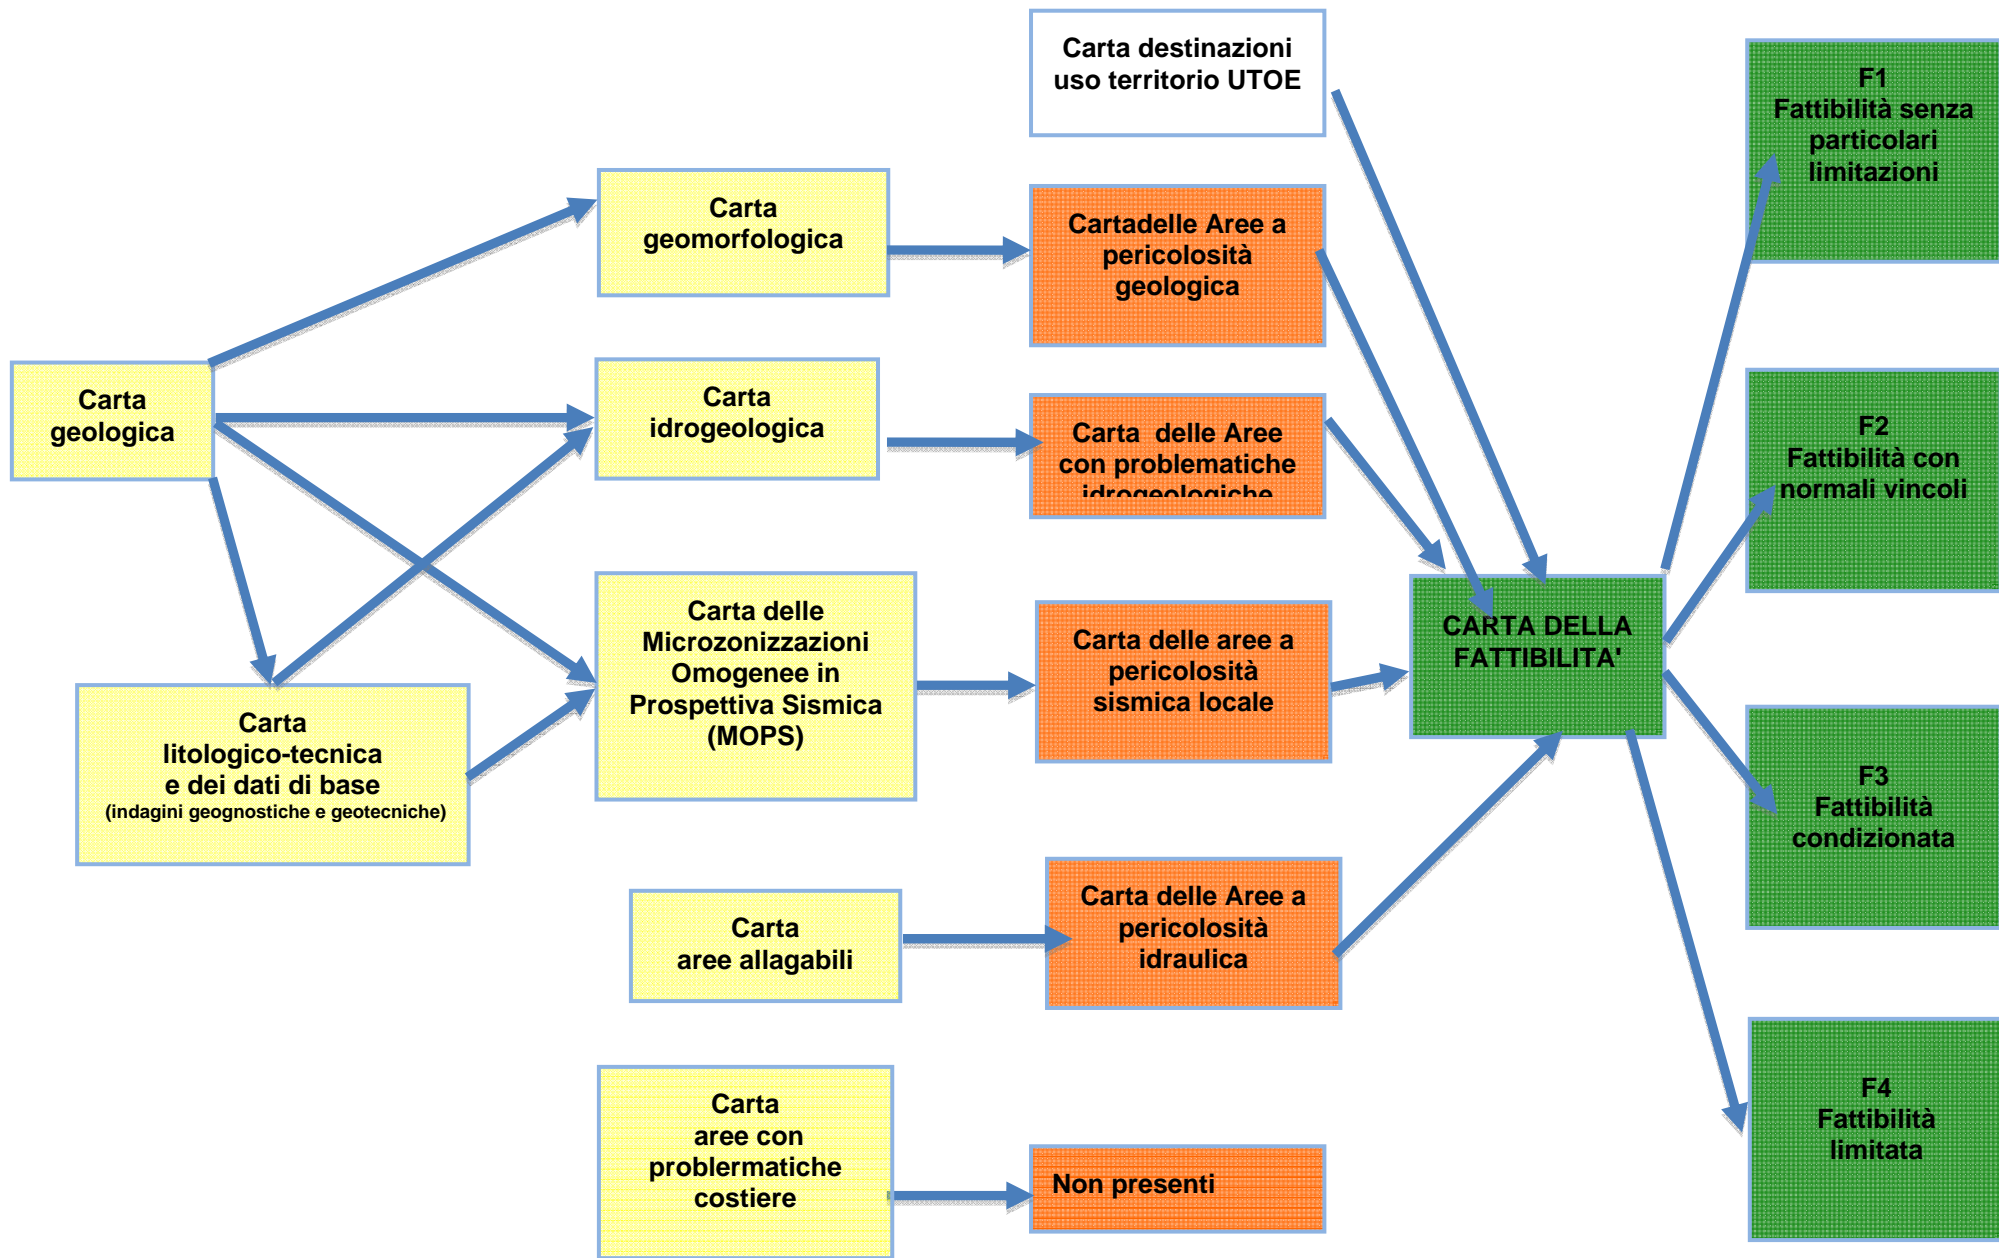 Carta destinazioni
uso territorio UTOE
F1
Fattibilità senza
particolari
limitazioni
Carta
geomorfologica
Cartadelle Aree a
pericolosità
geologica
Carta
geologica
Carta
idrogeologica
Carta delle Aree
con problematiche
idrogeologiche
F2
Fattibilità con
normali vincoli
Carta delle
Microzonizzazioni
Omogenee in
Prospettiva Sismica
(MOPS)
Carta delle aree a
pericolosità
sismica locale
CARTA DELLA
FATTIBILITA'
Carta
litologico-tecnica
e dei dati di base
(indagini geognostiche e geotecniche)
F3
Fattibilità
condizionata
Carta
aree allagabili
Carta delle Aree a
pericolosità
idraulica
Carta
aree con
problermatiche
costiere
Non presenti
F4
Fattibilità
limitata